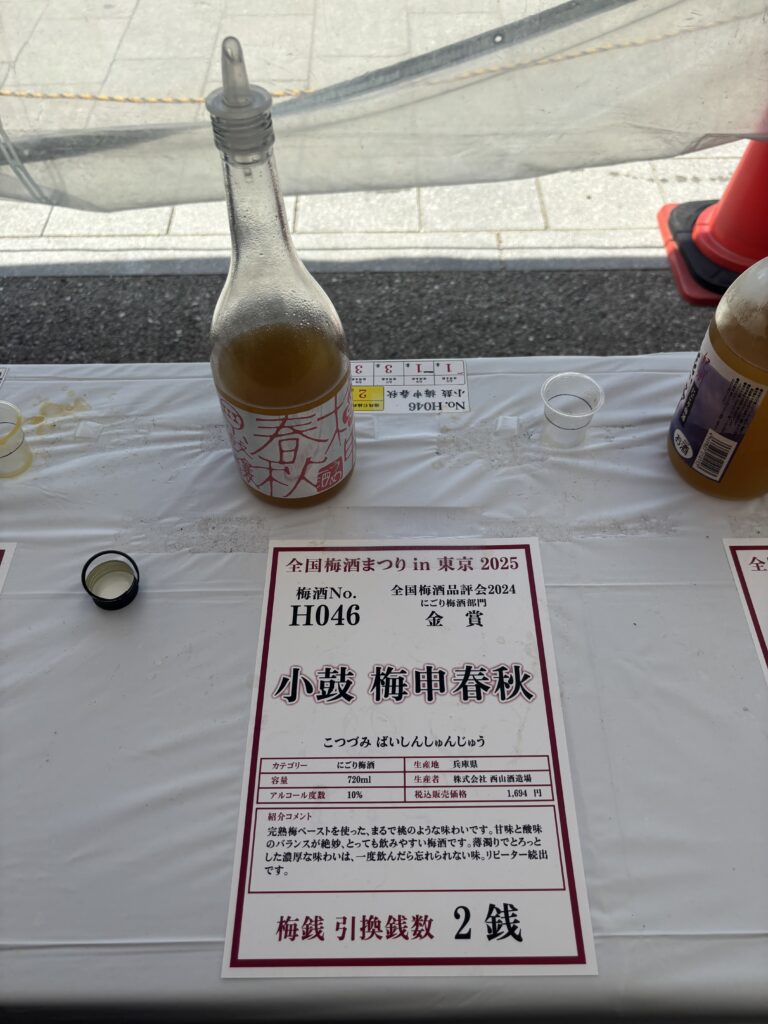 梅申
春秋
No. H046
小鼓 梅申春秋
2
1
1
3
3
お酒
全国梅酒まつり in 東京 2025
梅酒No.
H046
全国梅酒品評会2024
にごり梅酒部門
金 賞
小鼓 梅申春秋
こつづみ ばいしんしゅんじゅう
カテゴリー にごり梅酒 生産地 兵庫県
容量 720ml 生産者 株式会社 西山酒造場
アルコール度数 10% 税込販売価格 1,694 円
紹介コメント
完熟梅ペーストを使った、まるで桃のような味わいです。甘味と酸味
のバランスが絶妙、とっても飲みやすい梅酒です。薄濁りでとろっと
した濃厚な味わいは、一度飲んだら忘れられない味。リピーター続出
です。
梅銭 引換銭数 2 銭
全